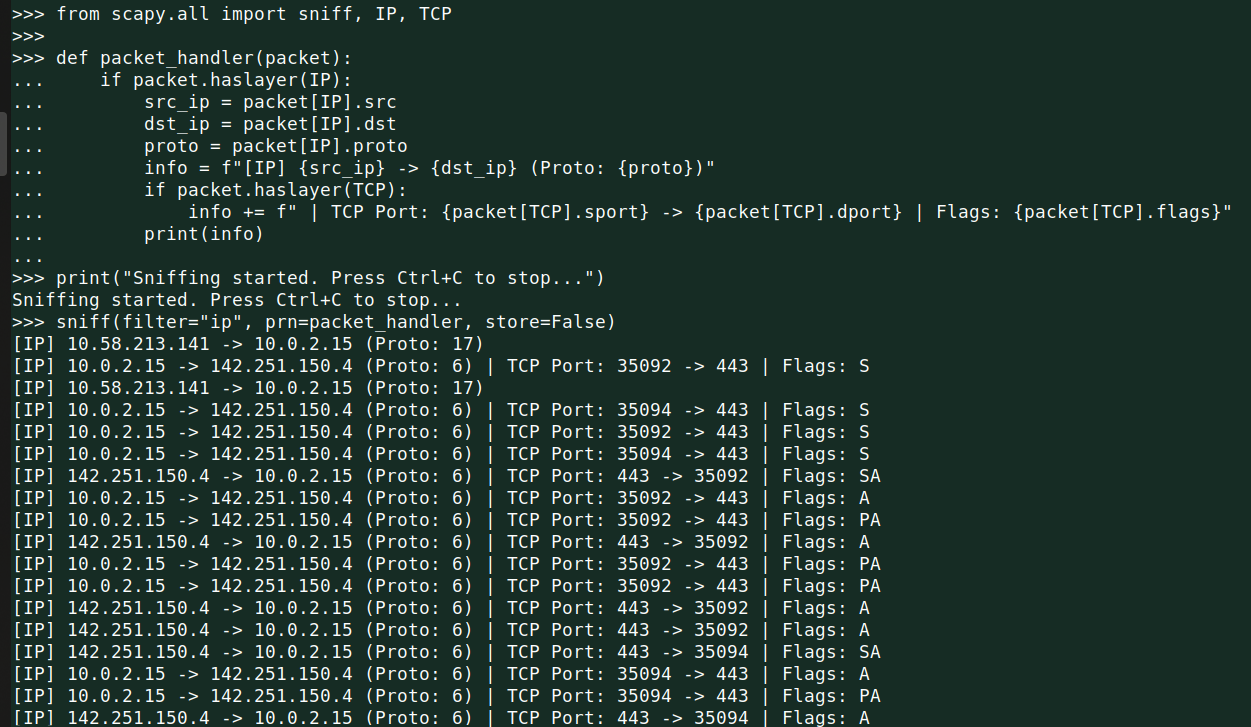 >>> from scapy.all import sniff, IP, TCP
>>>
>>> def packet_handler(packet):
...     if packet.haslayer(IP):
...         src_ip = packet[IP].src
...         dst_ip = packet[IP].dst
...         proto = packet[IP].proto
...         info = f"[IP] {src_ip} -> {dst_ip} (Proto: {proto})"
...         if packet.haslayer(TCP):
...             info += f" | TCP Port: {packet[TCP].sport} -> {packet[TCP].dport} | Flags: {packet[TCP].flags}"
...         print(info)
...
>>> print("Sniffing started. Press Ctrl+C to stop...")
Sniffing started. Press Ctrl+C to stop...
>>> sniff(filter="ip", prn=packet_handler, store=False)
[IP] 10.58.213.141 -> 10.0.2.15 (Proto: 17)
[IP] 10.0.2.15 -> 142.251.150.4 (Proto: 6) | TCP Port: 35092 -> 443 | Flags: S
[IP] 10.58.213.141 -> 10.0.2.15 (Proto: 17)
[IP] 10.0.2.15 -> 142.251.150.4 (Proto: 6) | TCP Port: 35094 -> 443 | Flags: S
[IP] 10.0.2.15 -> 142.251.150.4 (Proto: 6) | TCP Port: 35092 -> 443 | Flags: S
[IP] 10.0.2.15 -> 142.251.150.4 (Proto: 6) | TCP Port: 35094 -> 443 | Flags: S
[IP] 142.251.150.4 -> 10.0.2.15 (Proto: 6) | TCP Port: 443 -> 35092 | Flags: SA
[IP] 10.0.2.15 -> 142.251.150.4 (Proto: 6) | TCP Port: 35092 -> 443 | Flags: A
[IP] 10.0.2.15 -> 142.251.150.4 (Proto: 6) | TCP Port: 35092 -> 443 | Flags: PA
[IP] 142.251.150.4 -> 10.0.2.15 (Proto: 6) | TCP Port: 443 -> 35092 | Flags: A
[IP] 10.0.2.15 -> 142.251.150.4 (Proto: 6) | TCP Port: 35092 -> 443 | Flags: PA
[IP] 10.0.2.15 -> 142.251.150.4 (Proto: 6) | TCP Port: 35092 -> 443 | Flags: PA
[IP] 142.251.150.4 -> 10.0.2.15 (Proto: 6) | TCP Port: 443 -> 35092 | Flags: A
[IP] 142.251.150.4 -> 10.0.2.15 (Proto: 6) | TCP Port: 443 -> 35092 | Flags: A
[IP] 142.251.150.4 -> 10.0.2.15 (Proto: 6) | TCP Port: 443 -> 35094 | Flags: SA
[IP] 10.0.2.15 -> 142.251.150.4 (Proto: 6) | TCP Port: 35094 -> 443 | Flags: A
[IP] 10.0.2.15 -> 142.251.150.4 (Proto: 6) | TCP Port: 35094 -> 443 | Flags: PA
[IP] 142.251.150.4 -> 10.0.2.15 (Proto: 6) | TCP Port: 443 -> 35094 | Flags: A